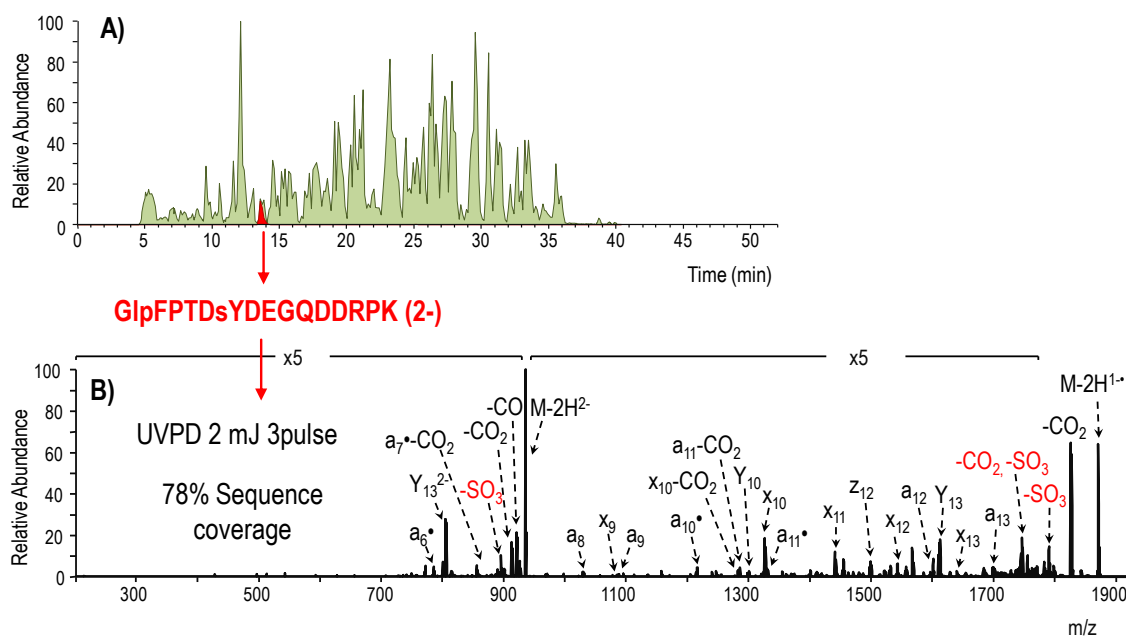 A)
Relative Abundance
100
80
60
40
20
0
0 5 10 15 20 25 30 35 40 45 50
Time (min)
GlpFPTDsYDEGQDDRPK (2-)
x5 x5
B)
Relative Abundance
100
80
60
40
20
0
UVPD 2 mJ 3pulse
78% Sequence
coverage
a6•
Y13²⁻
a7•-CO2
-SO3
-CO2
-CO
M-2H²⁻
a8
x9
a9
a10•
x10-CO2
a11-CO2
Y10
x10
a11•
x11
z12
x12
a12
Y13
x13
a13
-CO2, -SO3
-SO3
-CO2
M-2H¹⁻•
300 500 700 900 1100 1300 1500 1700 1900
m/z